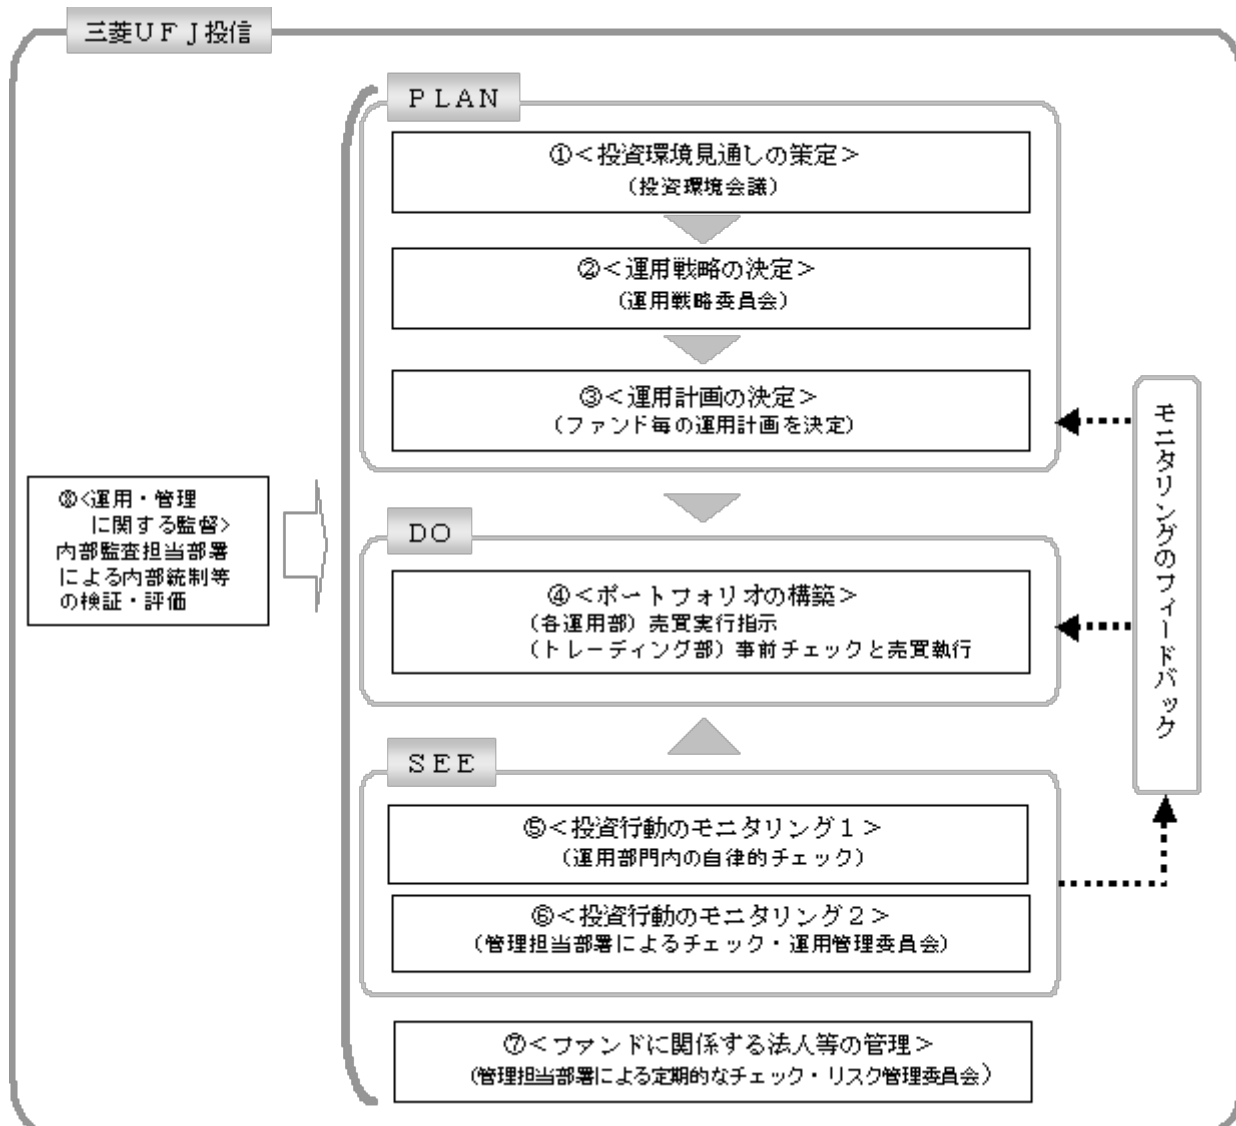 三菱UFJ投信
PLAN
①<投資環境見通しの策定>
(投資環境会議)
②<運用戦略の決定>
(運用戦略委員会)
③<運用計画の決定>
(ファンド毎の運用計画を決定)
⑧<運用・管理
に関する監督>
内部監査担当部署
による内部統制等
の検証・評価
DO
④<ポートフォリオの構築>
(各運用部)売買実行指示
(トレーディング部)事前チェックと売買執行
モニタリングのフィードバック
SEE
⑤<投資行動のモニタリング1>
(運用部門内の自律的チェック)
⑥<投資行動のモニタリング2>
(管理担当部署によるチェック・運用管理委員会)
⑦<ファンドに関係する法人等の管理>
(管理担当部署による定期的なチェック・リスク管理委員会)